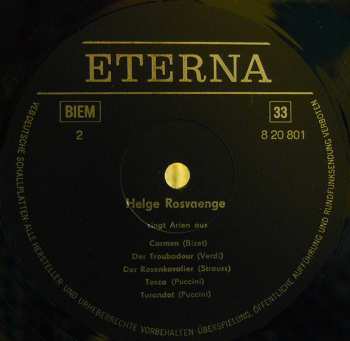 ETERNA
BIEM
33
2
8 20 801
Helge Rosvaenge
singt Arien aus
Carmen (Bizet)
Der Troubadour (Verdi)
Der Rosenkavalier (Strauss)
Tosca (Puccini)
Turandot (Puccini)
VEB DEUTSCHE SCHALLPLATTEN ALLE HERSTELLER- UND URHEBERRECHTE VORBEHALTEN ÜBERSPIELUNG, ÖFFENTLICHE AUFFÜHRUNG UND RUNDFUNKSENDUNG VERBOTEN